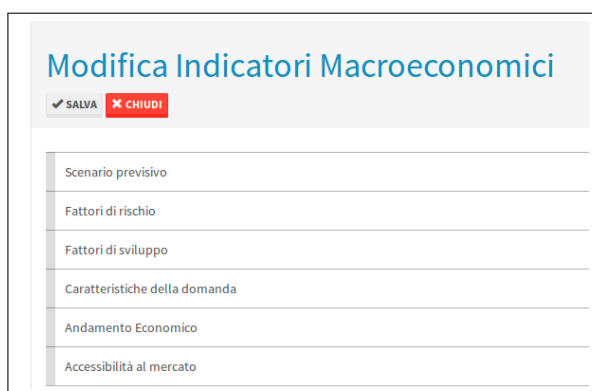 Modifica Indicatori Macroeconomici
SALVA CHIUDI
Scenario previsivo
Fattori di rischio
Fattori di sviluppo
Caratteristiche della domanda
Andamento Economico
Accessibilità al mercato